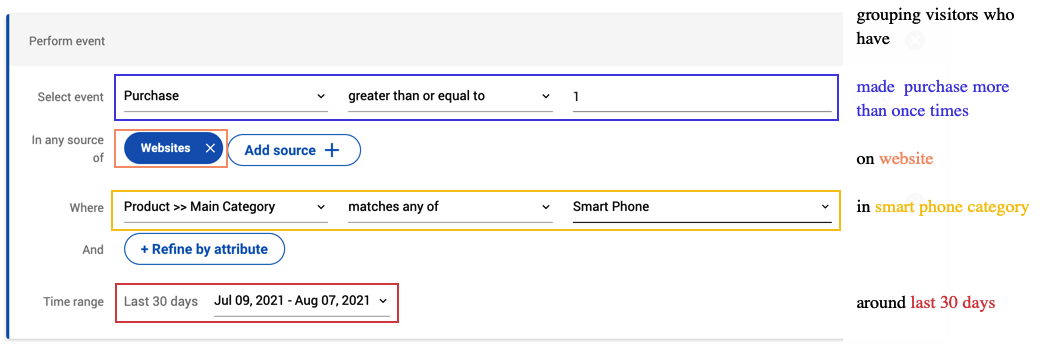 grouping visitors who
have
Perform event
Select event Purchase greater than or equal to 1
made purchase more
than once times
In any source
of
Websites Add source
on website
Where Product >> Main Category matches any of Smart Phone
in smart phone category
And + Refine by attribute
Time range Last 30 days Jul 09, 2021 - Aug 07, 2021
around last 30 days